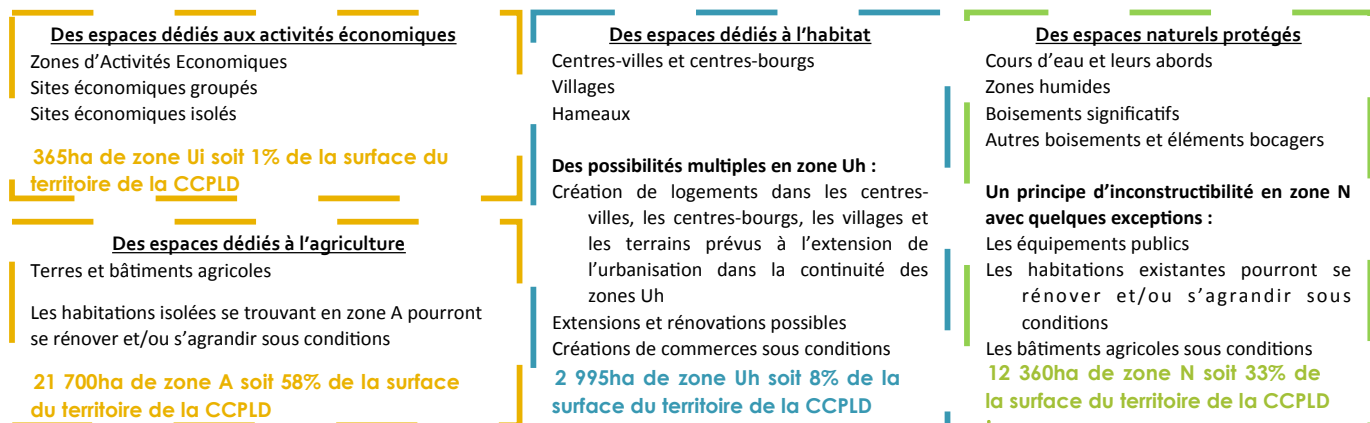 Des espaces dédiés aux activités économiques
Zones d'Activités Economiques
Sites économiques groupés
Sites économiques isolés
365ha de zone Ui soit 1% de la surface du
territoire de la CCPLD
Des espaces dédiés à l'agriculture
Terres et bâtiments agricoles
Les habitations isolées se trouvant en zone A pourront
se rénover et/ou s'agrandir sous conditions
21 700ha de zone A soit 58% de la surface
du territoire de la CCPLD
Des espaces dédiés à l'habitat
Centres-villes et centres-bourgs
Villages
Hameaux
Des possibilités multiples en zone Uh :
Création de logements dans les centres-
villes, les centres-bourgs, les villages et
les terrains prévus à l'extension de
l'urbanisation dans la continuité des
zones Uh
Extensions et rénovations possibles
Créations de commerces sous conditions
2 995ha de zone Uh soit 8% de la
surface du territoire de la CCPLD
Des espaces naturels protégés
Cours d'eau et leurs abords
Zones humides
Boisements significatifs
Autres boisements et éléments bocagers
Un principe d'inconstructibilité en zone N
avec quelques exceptions :
Les équipements publics
Les habitations existantes pourront se
rénover et/ou s'agrandir sous
conditions
Les bâtiments agricoles sous conditions
12 360ha de zone N soit 33% de
la surface du territoire de la CCPLD